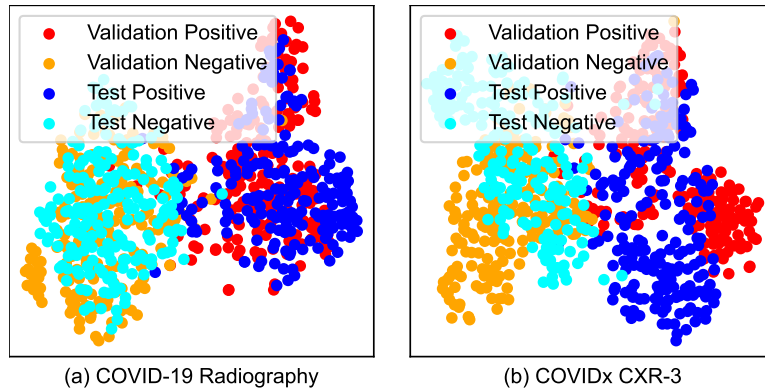 Validation Positive
Validation Negative
Test Positive
Test Negative
Validation Positive
Validation Negative
Test Positive
Test Negative
(a) COVID-19 Radiography
(b) COVIDx CXR-3